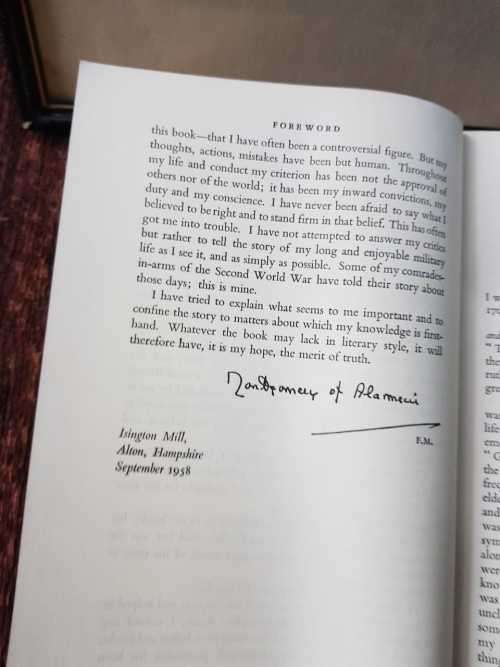 FOREWORD
this book—that I have often been a controversial figure. But my
thoughts, actions, mistakes have been but human. Throughout
my life and conduct my criterion has been not the approval of
others nor of the world; it has been my inward convictions, my
duty and my conscience. I have never been afraid to say what I
believed to be right and to stand firm in that belief. This has often
got me into trouble. I have not attempted to answer my critics
but rather to tell the story of my long and enjoyable military
life as I see it, and as simply as possible. Some of my comrades-
in-arms of the Second World War have told their story about
those days; this is mine.
I have tried to explain what seems to me important and to
confine the story to matters about which my knowledge is first-
hand. Whatever the book may lack in literary style, it will
therefore have, it is my hope, the merit of truth.
Montgomery of Alamein
F.M.
Isington Mill,
Alton, Hampshire
September 1958